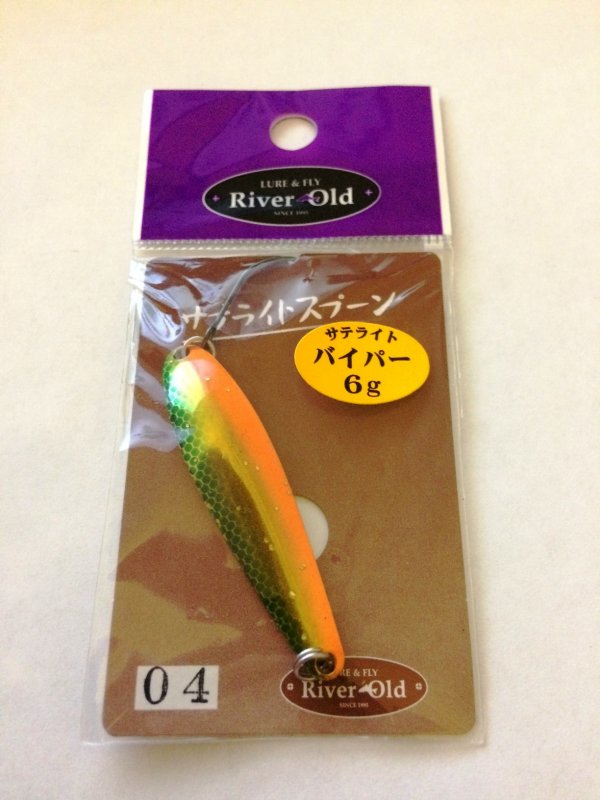 LURE & FLY
River Old
SINCE 1995
サテライトスプーン
サテライト
バイパー
6g
04
LURE & FLY
River Old
SINCE 1995